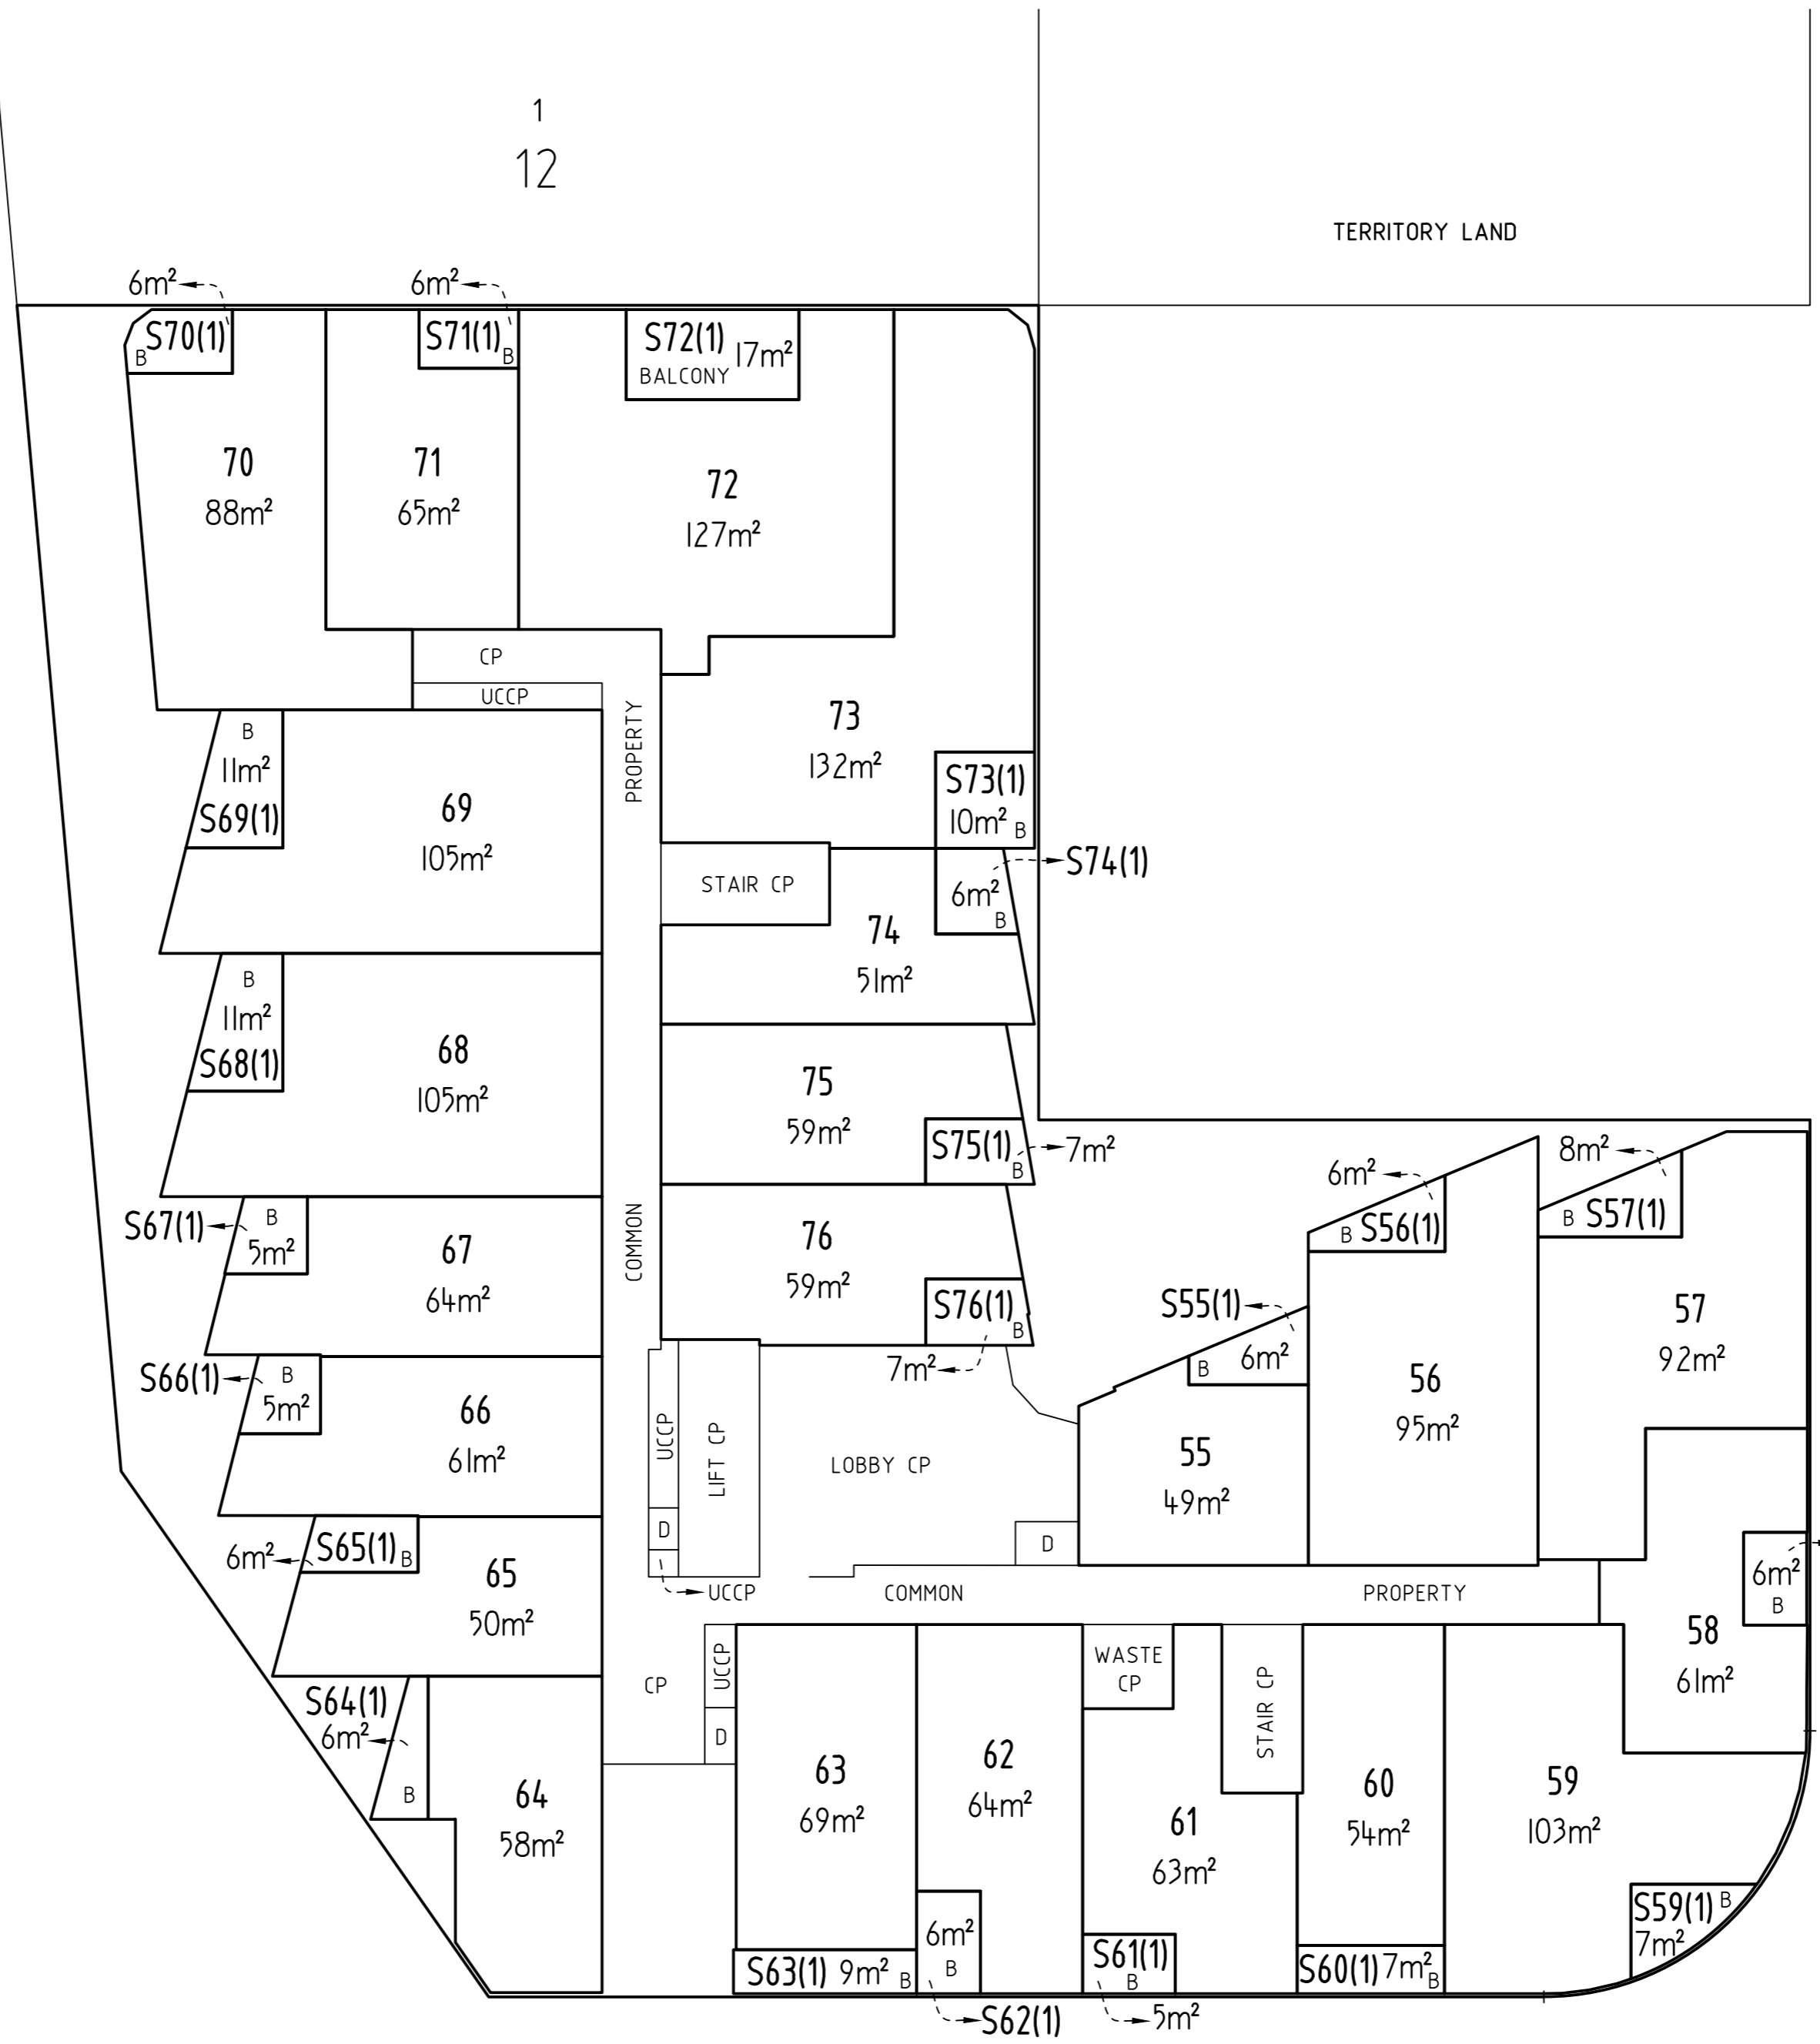 1
12
TERRITORY LAND
6m²
6m²
S70(1)
B
S71(1)
B
S72(1)
17m²
BALCONY
70
88m²
71
65m²
72
127m²
CP
UCCP
PROPERTY
73
132m²
S73(1)
10m²
B
B
11m²
S69(1)
69
105m²
STAIR CP
S74(1)
6m²
B
74
51m²
B
11m²
S68(1)
68
105m²
75
59m²
S75(1)
B
7m²
S67(1)
B
5m²
67
64m²
COMMON
76
59m²
S76(1)
B
7m²
6m²
B
S56(1)
8m²
B
S57(1)
S55(1)
B
6m²
57
92m²
56
95m²
S66(1)
B
5m²
66
61m²
UCCP
LIFT CP
LOBBY CP
55
49m²
D
D
6m²
S65(1)
B
65
50m²
UCCP
COMMON
PROPERTY
6m²
B
58
61m²
S64(1)
6m²
B
64
58m²
CP
UCCP
D
WASTE
CP
STAIR CP
63
69m²
62
64m²
61
63m²
60
54m²
59
103m²
S63(1)
9m²
B
6m²
B
S62(1)
S61(1)
B
5m²
S60(1)
7m²
B
S59(1)
B
7m²